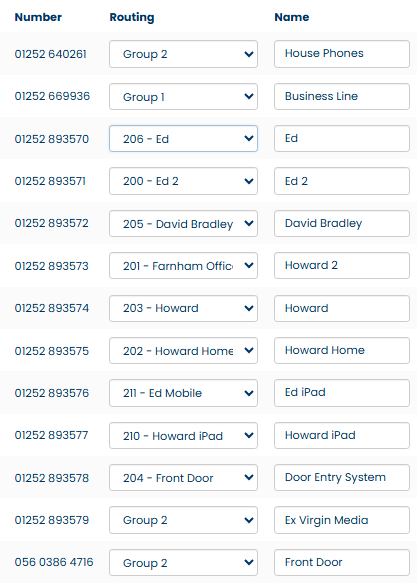 Number Routing Name
01252 640261 Group 2 House Phones
01252 669936 Group 1 Business Line
01252 893570 206 - Ed Ed
01252 893571 200 - Ed 2 Ed 2
01252 893572 205 - David Bradley David Bradley
01252 893573 201 - Farnham Offic Howard 2
01252 893574 203 - Howard Howard
01252 893575 202 - Howard Home Howard Home
01252 893576 211 - Ed Mobile Ed iPad
01252 893577 210 - Howard iPad Howard iPad
01252 893578 204 - Front Door Door Entry System
01252 893579 Group 2 Ex Virgin Media
056 0386 4716 Group 2 Front Door